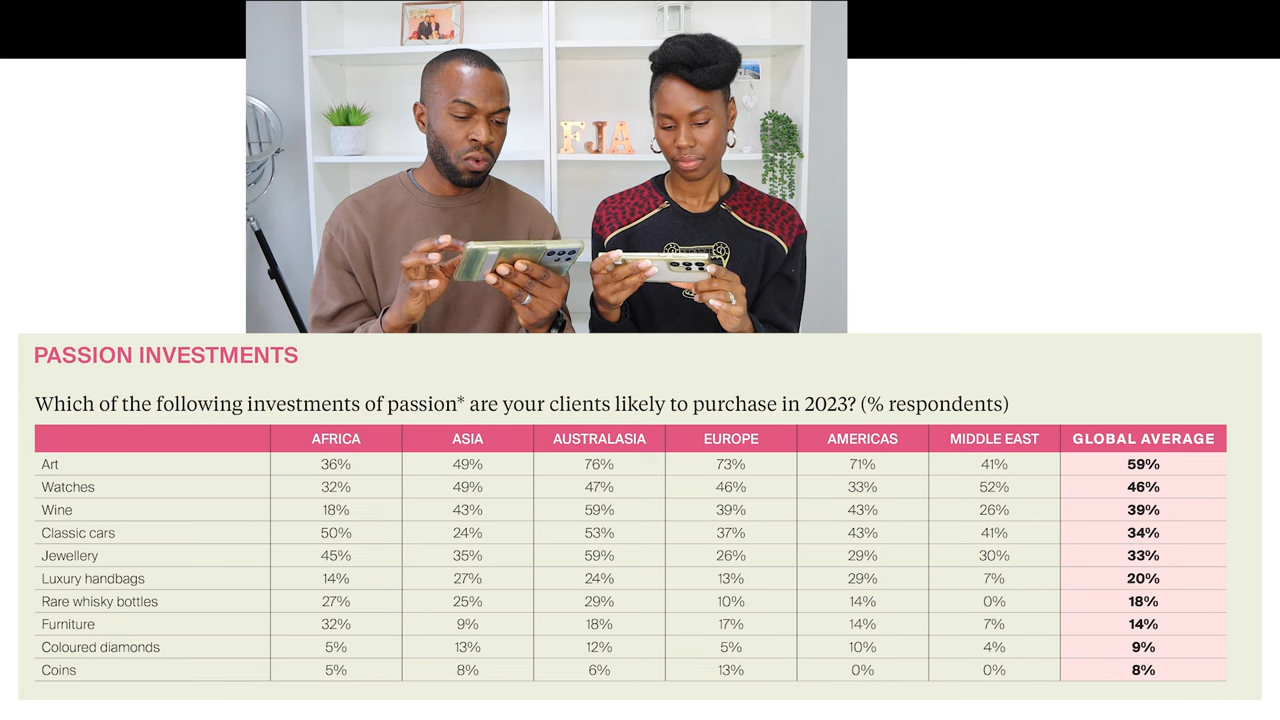 FJA
PASSION INVESTMENTS
Which of the following investments of passion* are your clients likely to purchase in 2023? (% respondents)
AFRICA ASIA AUSTRALASIA EUROPE AMERICAS MIDDLE EAST GLOBAL AVERAGE
Art 36% 49% 76% 73% 71% 41% 59%
Watches 32% 49% 47% 46% 33% 52% 46%
Wine 18% 43% 59% 39% 43% 26% 39%
Classic cars 50% 24% 53% 37% 43% 41% 34%
Jewellery 45% 35% 59% 26% 29% 30% 33%
Luxury handbags 14% 27% 24% 13% 29% 7% 20%
Rare whisky bottles 27% 25% 29% 10% 14% 0% 18%
Furniture 32% 9% 18% 17% 14% 7% 14%
Coloured diamonds 5% 13% 12% 5% 10% 4% 9%
Coins 5% 8% 6% 13% 0% 0% 8%